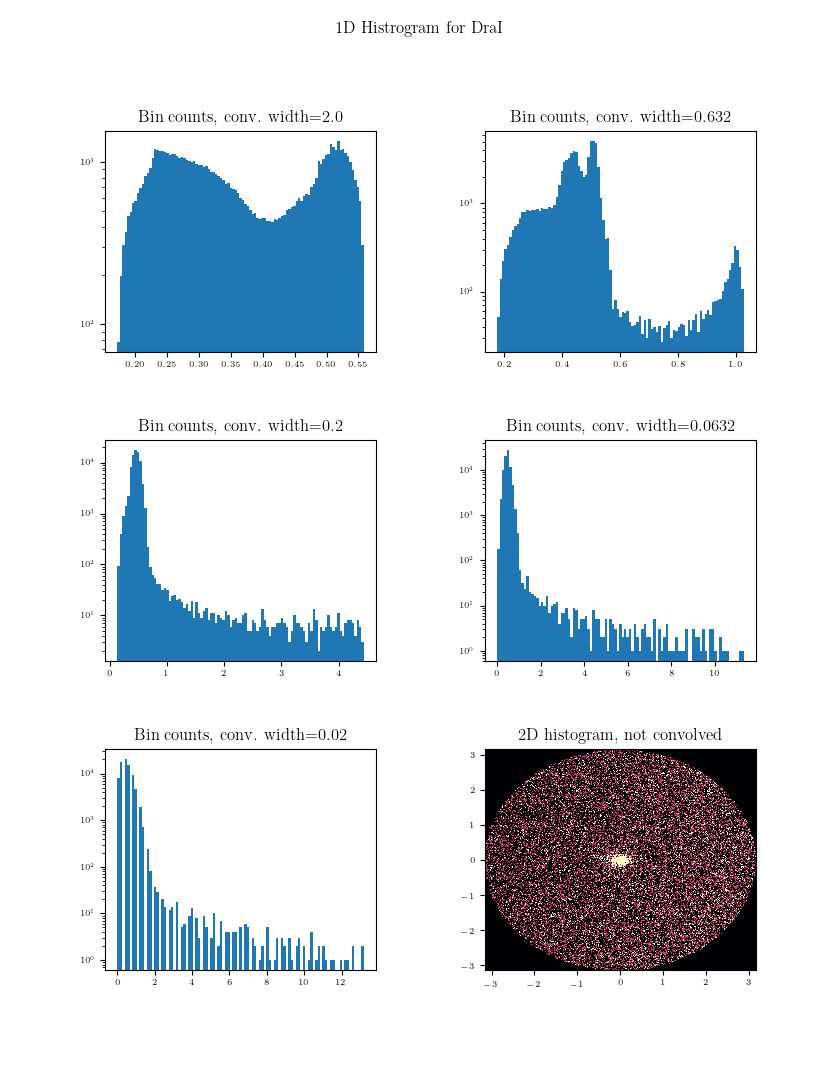 1D Histrogram for DraI
Bin counts, conv. width=2.0
10³
10²
0.20 0.25 0.30 0.35 0.40 0.45 0.50 0.55
Bin counts, conv. width=0.632
10³
10²
0.2 0.4 0.6 0.8 1.0
Bin counts, conv. width=0.2
10⁴
10³
10²
10¹
0 1 2 3 4
Bin counts, conv. width=0.0632
10⁴
10³
10²
10¹
10⁰
0 2 4 6 8 10
Bin counts, conv. width=0.02
10⁴
10³
10²
10¹
10⁰
0 2 4 6 8 10 12
2D histogram, not convolved
3
2
1
0
−1
−2
−3
−3 −2 −1 0 1 2 3